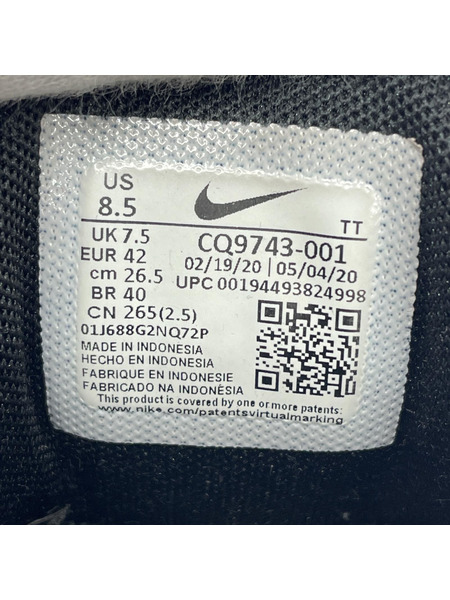 US
8.5
TT
UK 7.5
CQ9743-001
EUR 42
02/19/20 | 05/04/20
cm 26.5
UPC 00194493824998
BR 40
CN 265(2.5)
01J688G2NQ72P
MADE IN INDONESIA
HECHO EN INDONESIA
FABRIQUE EN INDONESIE
FABRICADO NA INDONÉSIA
This product is covered by one or more patents:
www.nike.com/patentsvirtualmarking